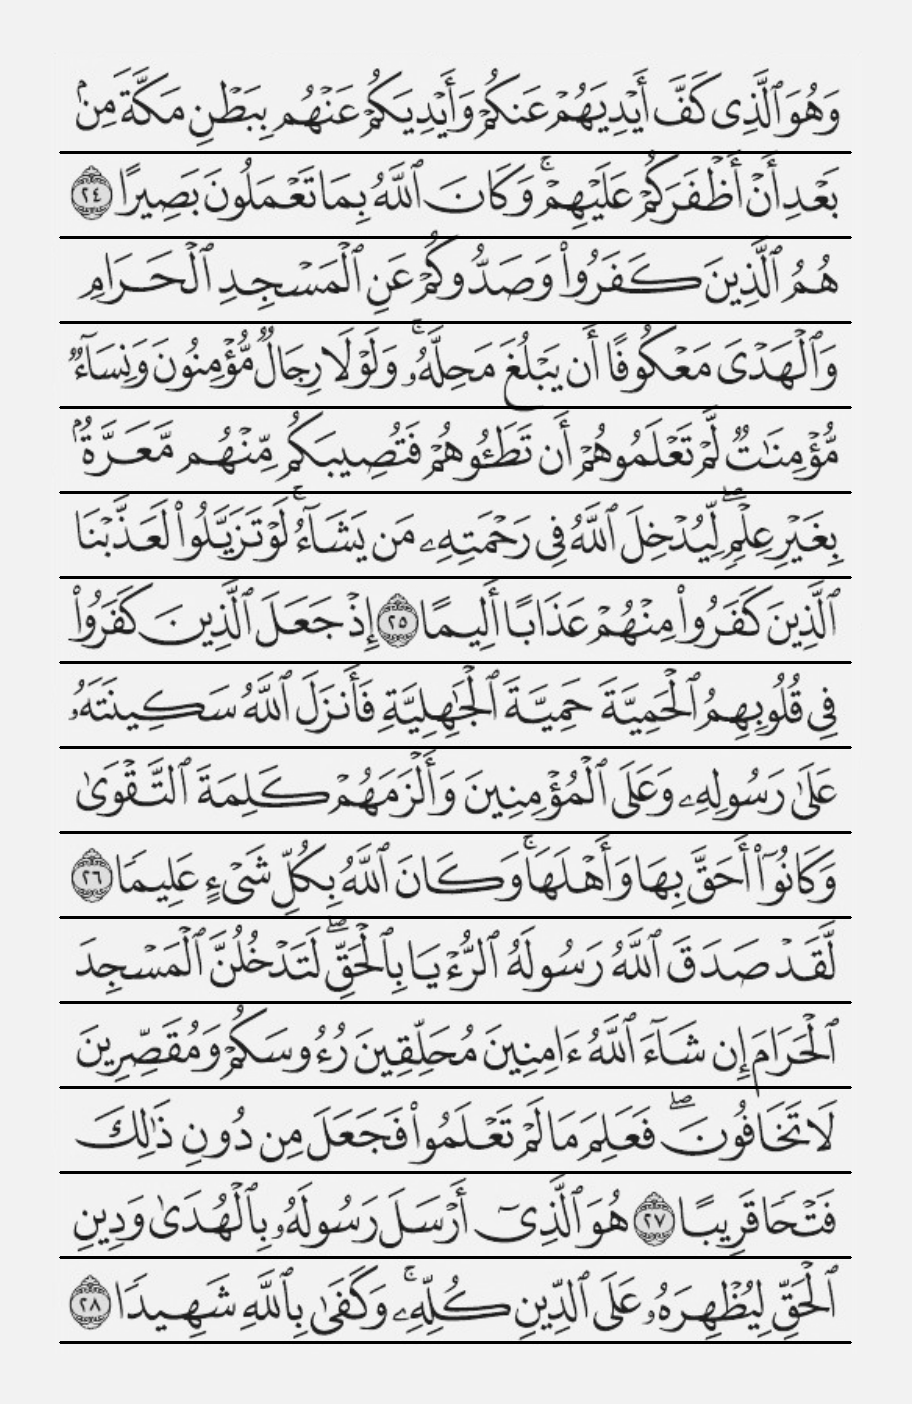 وَهُوَ ٱلَّذِى كَفَّ أَيْدِيَهُمْ عَنكُمْ وَأَيْدِيَكُمْ عَنْهُم بِبَطْنِ مَكَّةَ مِنۢ
بَعْدِ أَنْ أَظْفَرَكُمْ عَلَيْهِمْ ۚ وَكَانَ ٱللَّهُ بِمَا تَعْمَلُونَ بَصِيرًا ٢٤
هُمُ ٱلَّذِينَ كَفَرُوا۟ وَصَدُّوكُمْ عَنِ ٱلْمَسْجِدِ ٱلْحَرَامِ
وَٱلْهَدْىَ مَعْكُوفًا أَن يَبْلُغَ مَحِلَّهُۥ ۚ وَلَوْلَا رِجَالٌ مُّؤْمِنُونَ وَنِسَآءٌ
مُّؤْمِنَـٰتٌ لَّمْ تَعْلَمُوهُمْ أَن تَطَـُٔوهُمْ فَتُصِيبَكُم مِّنْهُم مَّعَرَّةٌۢ
بِغَيْرِ عِلْمٍ ۖ لِّيُدْخِلَ ٱللَّهُ فِى رَحْمَتِهِۦ مَن يَشَآءُ ۚ لَوْ تَزَيَّلُوا۟ لَعَذَّبْنَا
ٱلَّذِينَ كَفَرُوا۟ مِنْهُمْ عَذَابًا أَلِيمًا ٢٥ إِذْ جَعَلَ ٱلَّذِينَ كَفَرُوا۟
فِى قُلُوبِهِمُ ٱلْحَمِيَّةَ حَمِيَّةَ ٱلْجَـٰهِلِيَّةِ فَأَنزَلَ ٱللَّهُ سَكِينَتَهُۥ
عَلَىٰ رَسُولِهِۦ وَعَلَى ٱلْمُؤْمِنِينَ وَأَلْزَمَهُمْ كَلِمَةَ ٱلتَّقْوَىٰ
وَكَانُوٓا۟ أَحَقَّ بِهَا وَأَهْلَهَا ۚ وَكَانَ ٱللَّهُ بِكُلِّ شَىْءٍ عَلِيمًا ٢٦
لَّقَدْ صَدَقَ ٱللَّهُ رَسُولَهُ ٱلرُّءْيَا بِٱلْحَقِّ ۖ لَتَدْخُلُنَّ ٱلْمَسْجِدَ
ٱلْحَرَامَ إِن شَآءَ ٱللَّهُ ءَامِنِينَ مُحَلِّقِينَ رُءُوسَكُمْ وَمُقَصِّرِينَ
لَا تَخَافُونَ ۖ فَعَلِمَ مَا لَمْ تَعْلَمُوا۟ فَجَعَلَ مِن دُونِ ذَٰلِكَ
فَتْحًا قَرِيبًا ٢٧ هُوَ ٱلَّذِىٓ أَرْسَلَ رَسُولَهُۥ بِٱلْهُدَىٰ وَدِينِ
ٱلْحَقِّ لِيُظْهِرَهُۥ عَلَى ٱلدِّينِ كُلِّهِۦ ۚ وَكَفَىٰ بِٱللَّهِ شَهِيدًا ٢٨